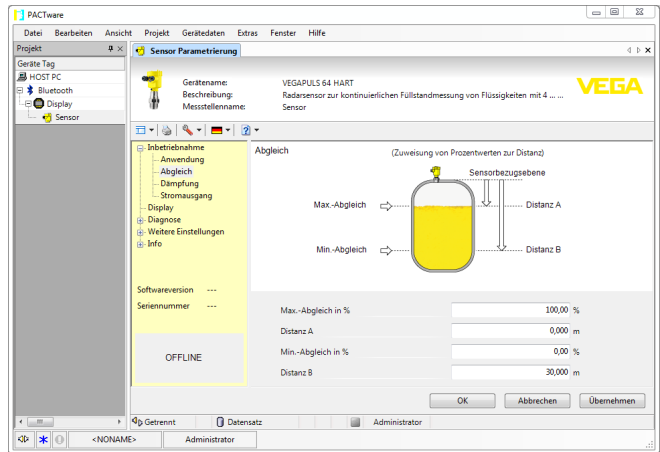 PACTware
Datei Bearbeiten Ansicht Projekt Gerätedaten Extras Fenster Hilfe
Projekt
Sensor Parametrierung
Geräte Tag
HOST PC
Bluetooth
Display
Sensor
Gerätename: VEGAPULS 64 HART
Beschreibung: Radarsensor zur kontinuierlichen Füllstandmessung von Flüssigkeiten mit 4 ... ...
Messstellenname: Sensor
VEGA
Inbetriebnahme
Anwendung
Abgleich
Dämpfung
Stromausgang
Display
Diagnose
Weitere Einstellungen
Info
Softwareversion ---
Seriennummer ---
OFFLINE
Abgleich
(Zuweisung von Prozentwerten zur Distanz)
Sensorbezugsebene
Max.-Abgleich
Distanz A
Min.-Abgleich
Distanz B
Max.-Abgleich in % 100,00 %
Distanz A 0,000 m
Min.-Abgleich in % 0,00 %
Distanz B 30,000 m
OK Abbrechen Übernehmen
Getrennt Datensatz Administrator
<NONAME> Administrator